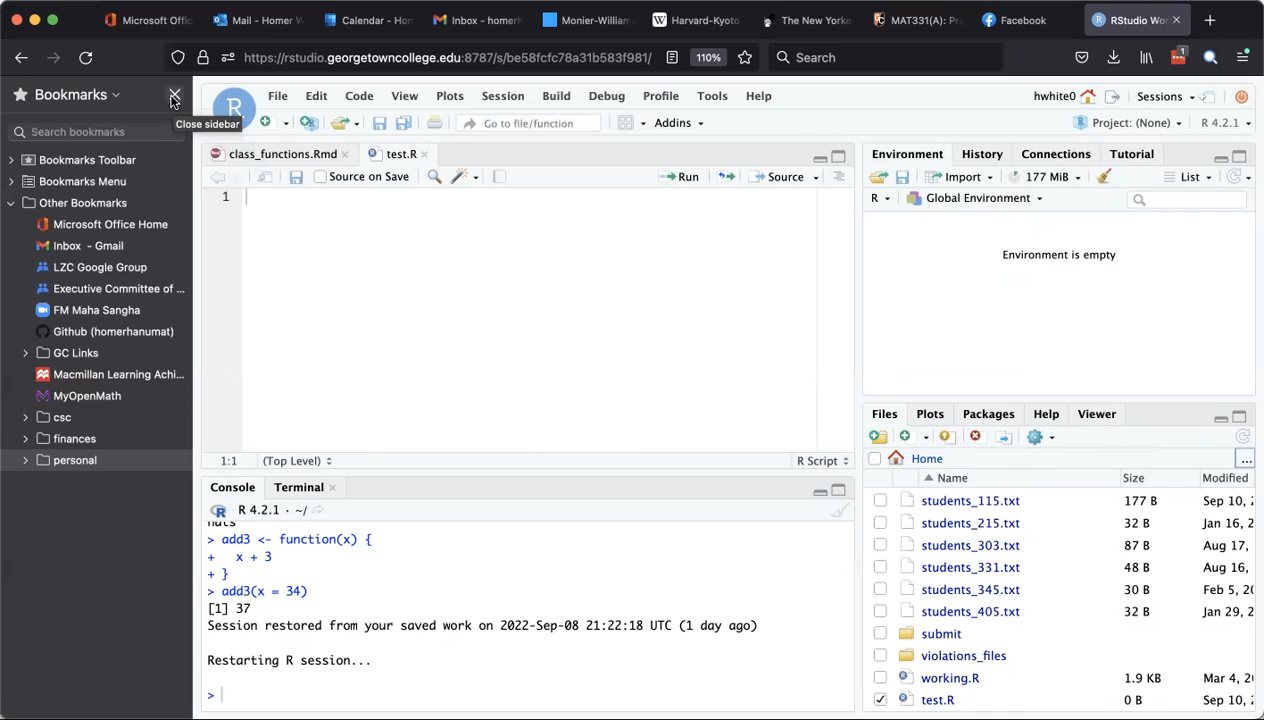 Microsoft Offic
Mail - Homer W
Calendar - Hom
Inbox - homerh
Monier-William
Harvard-Kyoto
The New Yorke
MAT331(A): Pr
Facebook
RStudio Wor
https://rstudio.georgetowncollege.edu:8787/s/be58fcfc78a31b583f981/
110%
Search
1
Bookmarks
Close sidebar
Search bookmarks
Bookmarks Toolbar
Bookmarks Menu
Other Bookmarks
Microsoft Office Home
Inbox - Gmail
LZC Google Group
Executive Committee of ...
FM Maha Sangha
Github (homerhanumat)
GC Links
Macmillan Learning Achi...
MyOpenMath
csc
finances
personal
R
File Edit Code View Plots Session Build Debug Profile Tools Help
hwhite0
Sessions
Go to file/function
Addins
Project: (None)
R 4.2.1
class_functions.Rmd
test.R
Source on Save
Run
Source
1
1:1
(Top Level)
R Script
Console
Terminal
R 4.2.1 · ~/
nuts
> add3 <- function(x) {
+   x + 3
+ }
> add3(x = 34)
[1] 37
Session restored from your saved work on 2022-Sep-08 21:22:18 UTC (1 day ago)
Restarting R session...
>
Environment
History
Connections
Tutorial
Import
177 MiB
List
R
Global Environment
Environment is empty
Files
Plots
Packages
Help
Viewer
Home
...
Name
Size
Modified
students_115.txt 177 B Sep 10, 2
students_215.txt 32 B Jan 16, 2
students_303.txt 87 B Aug 17,
students_331.txt 48 B Aug 16,
students_345.txt 30 B Feb 5, 20
students_405.txt 32 B Jan 29, 2
submit
violations_files
working.R 1.9 KB Mar 4, 2
test.R 0 B Sep 10, 2